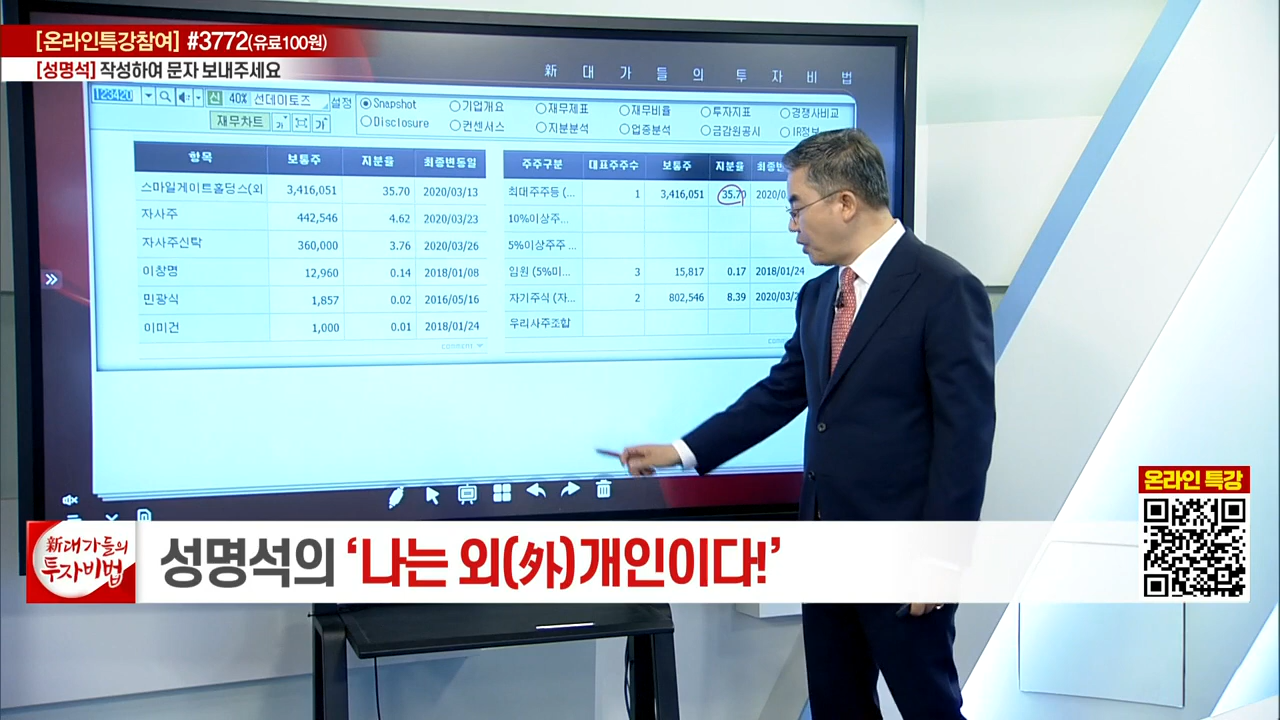 [온라인특강참여] #3772(유료100원)
[성명석] 작성하여 문자 보내주세요
新 대 가 들 의 투 자 비 법
123420 신 40% 선데이토즈 설정
Snapshot 기업개요 재무제표 재무비율 투자지표 경쟁사비교
Disclosure 컨센서스 지분분석 업종분석 금감원공시 IR정보
재무차트 가 가
항목 보통주 지분율 최종변동일
스마일게이트홀딩스(외 3,416,051 35.70 2020/03/13
자사주 442,546 4.62 2020/03/23
자사주신탁 360,000 3.76 2020/03/26
이창명 12,960 0.14 2018/01/08
민광식 1,857 0.02 2016/05/16
이미건 1,000 0.01 2018/01/24
comment
주주구분 대표주주수 보통주 지분율 최종변
최대주주등 (... 1 3,416,051 35.70 2020/0
10%이상주...
5%이상주주 ...
임원 (5%미... 3 15,817 0.17 2018/01/24
자기주식 (자... 2 802,546 8.39 2020/03/2
우리사주조합
com
온라인 특강
新대가들의
투자비법
성명석의 ‘나는 외(外)개인이다!’